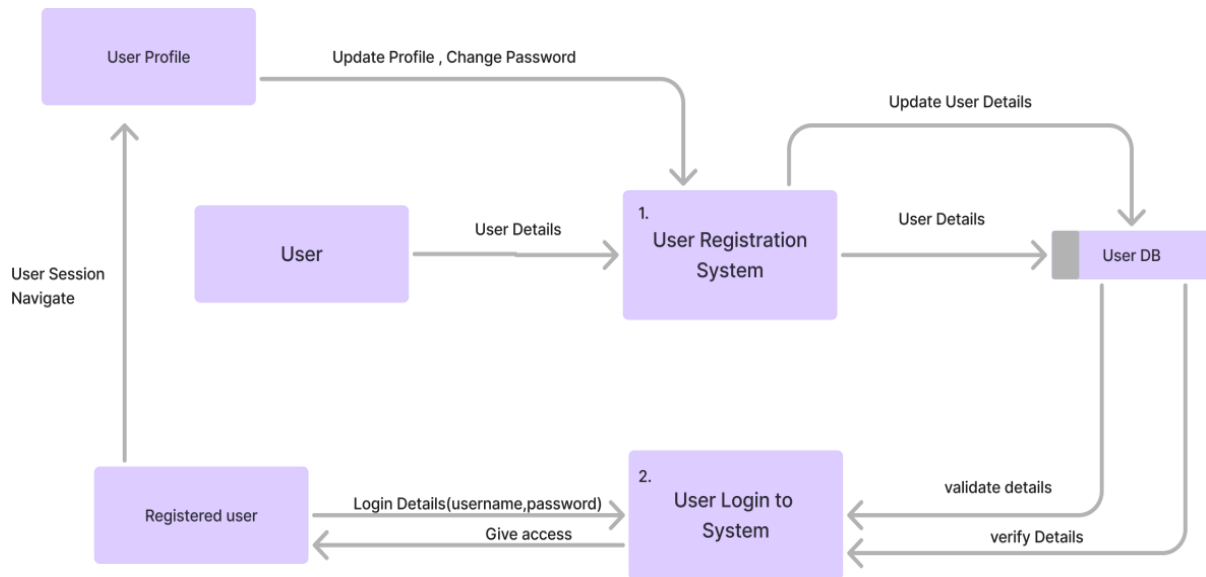 User Profile
Update Profile , Change Password
Update User Details
1.
User Registration
System
User
User Details
User Details
User DB
User Session
Navigate
2.
User Login to
System
Registered user
Login Details(username,password)
Give access
validate details
verify Details